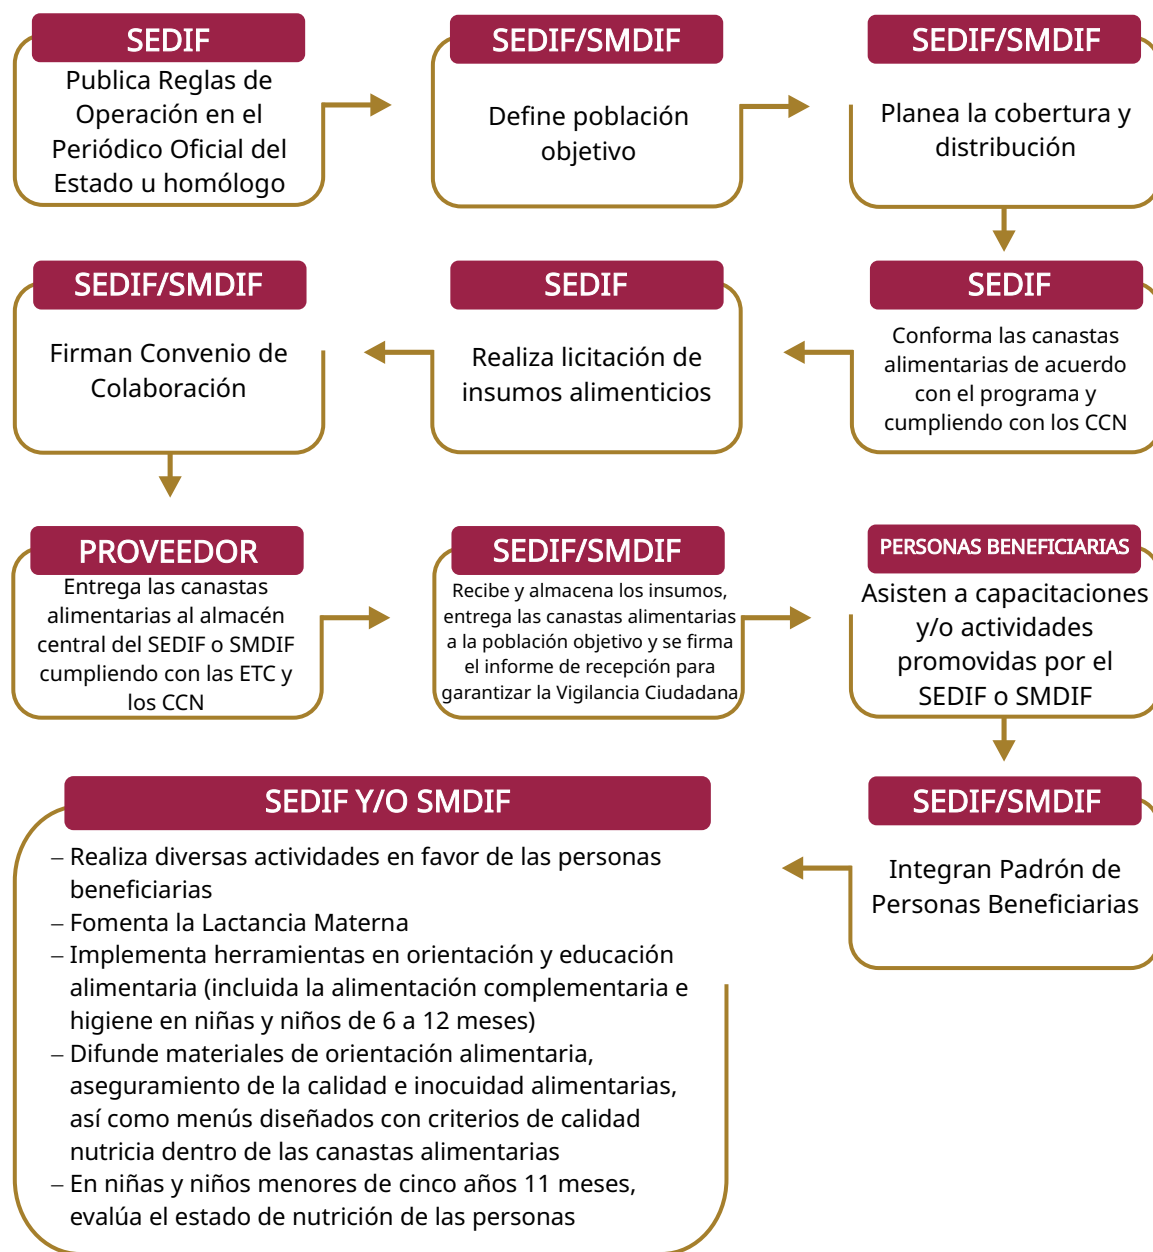 SEDIF
Publica Reglas de
Operación en el
Periódico Oficial del
Estado u homólogo
SEDIF/SMDIF
Define población
objetivo
SEDIF/SMDIF
Planea la cobertura y
distribución
SEDIF
Conforma las canastas
alimentarias de acuerdo
con el programa y
cumpliendo con los CCN
SEDIF
Realiza licitación de
insumos alimenticios
SEDIF/SMDIF
Firman Convenio de
Colaboración
PROVEEDOR
Entrega las canastas
alimentarias al almacén
central del SEDIF o SMDIF
cumpliendo con las ETC y
los CCN
SEDIF/SMDIF
Recibe y almacena los insumos,
entrega las canastas alimentarias
a la población objetivo y se firma
el informe de recepción para
garantizar la Vigilancia Ciudadana
PERSONAS BENEFICIARIAS
Asisten a capacitaciones
y/o actividades
promovidas por el
SEDIF o SMDIF
SEDIF/SMDIF
Integran Padrón de
Personas Beneficiarias
SEDIF Y/O SMDIF
– Realiza diversas actividades en favor de las personas
beneficiarias
– Fomenta la Lactancia Materna
– Implementa herramientas en orientación y educación
alimentaria (incluida la alimentación complementaria e
higiene en niñas y niños de 6 a 12 meses)
– Difunde materiales de orientación alimentaria,
aseguramiento de la calidad e inocuidad alimentarias,
así como menús diseñados con criterios de calidad
nutricia dentro de las canastas alimentarias
– En niñas y niños menores de cinco años 11 meses,
evalúa el estado de nutrición de las personas